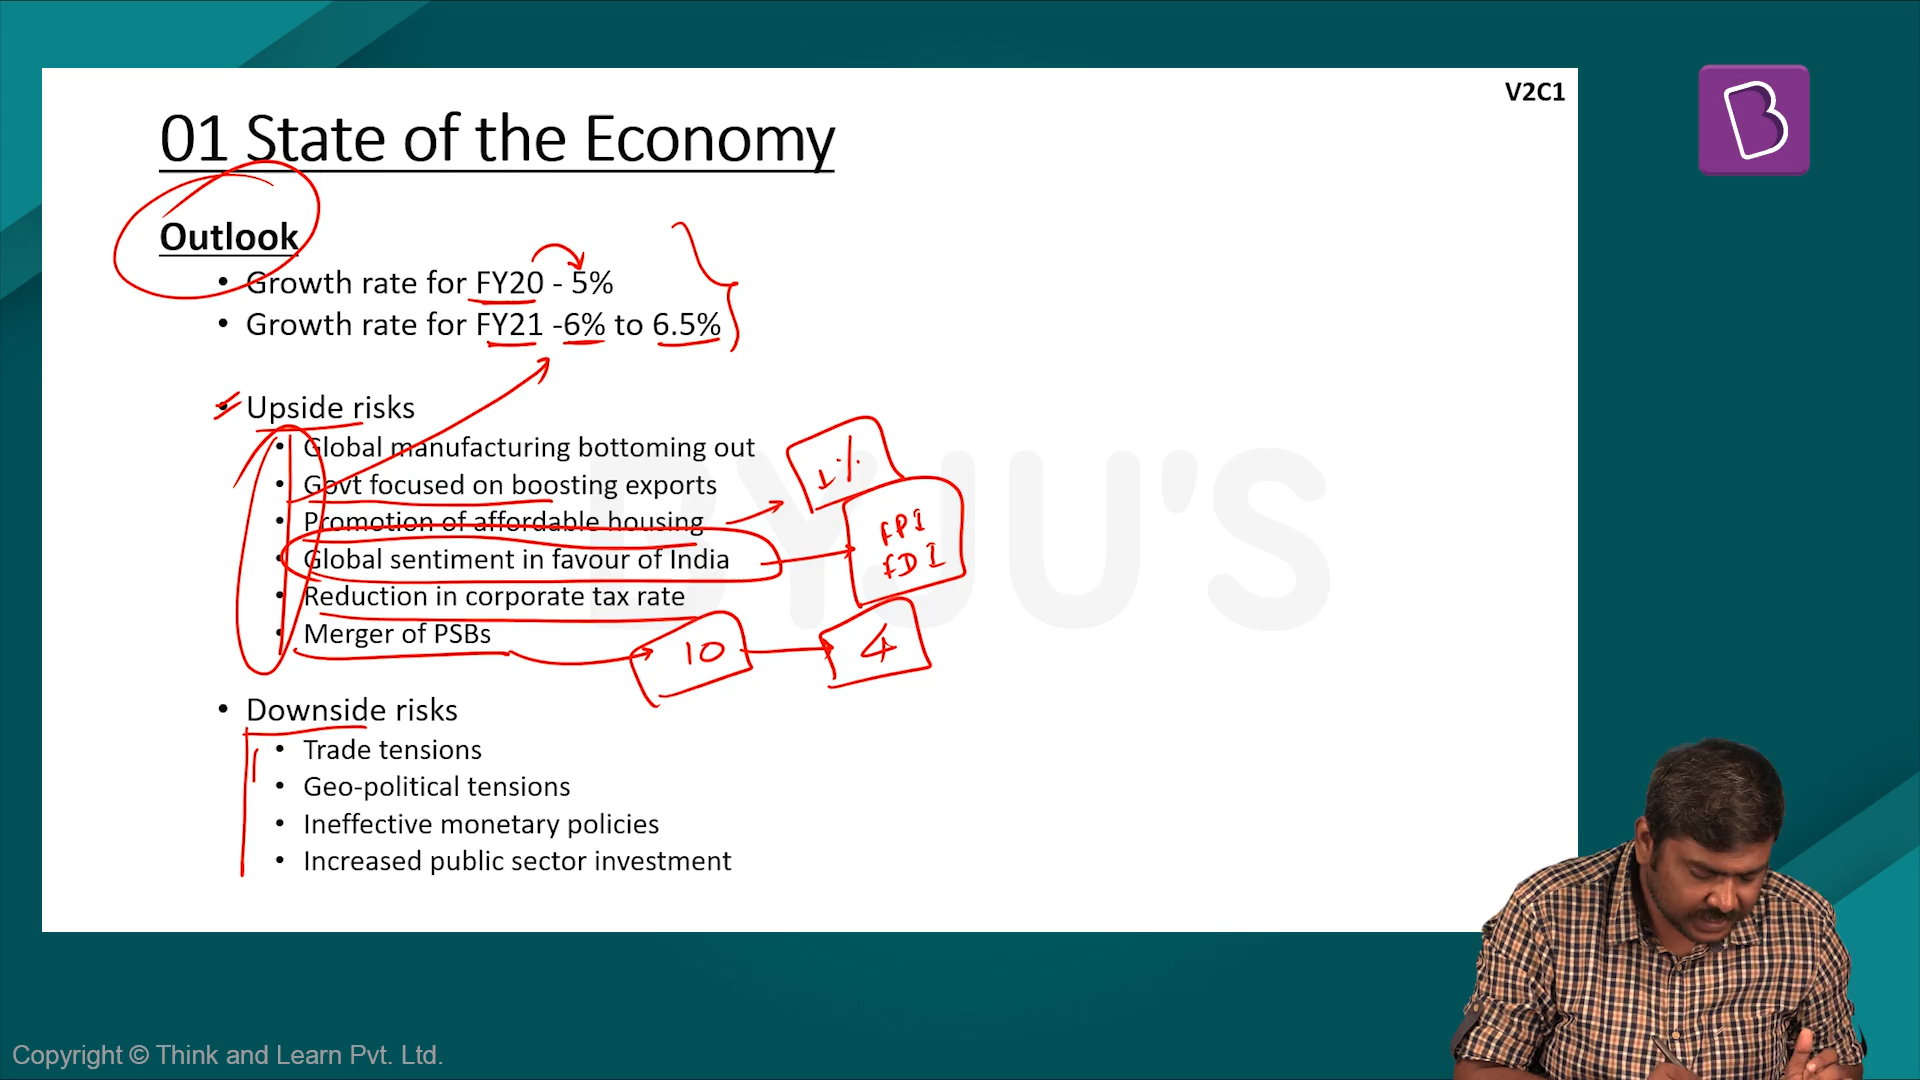 V2C1
01 State of the Economy
Outlook
• Growth rate for FY20 - 5%
• Growth rate for FY21 -6% to 6.5%
• Upside risks
• Global manufacturing bottoming out
1%
• Govt focused on boosting exports
• Promotion of affordable housing
FPI
• Global sentiment in favour of India
FDI
• Reduction in corporate tax rate
• Merger of PSBs
10
4
• Downside risks
• Trade tensions
• Geo-political tensions
• Ineffective monetary policies
• Increased public sector investment
BYJU'S
B
Copyright © Think and Learn Pvt. Ltd.